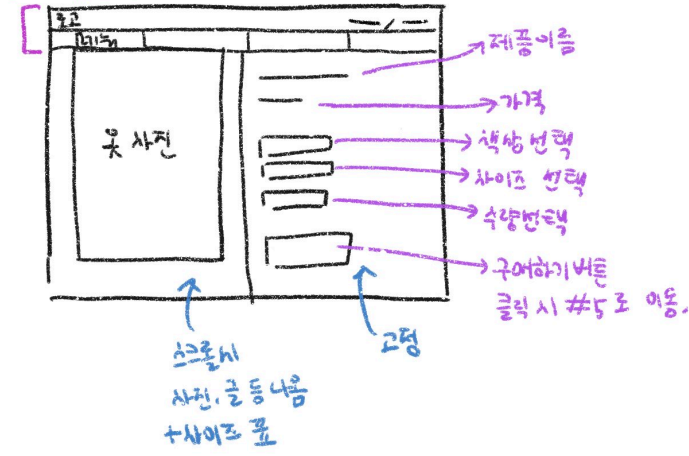 로고
메뉴
옷 사진
제품이름
가격
색상 선택
사이즈 선택
수량선택
구매하기 버튼
클릭 시 #5로 이동.
고정
스크롤시
사진, 글 등 나옴
+사이즈 표